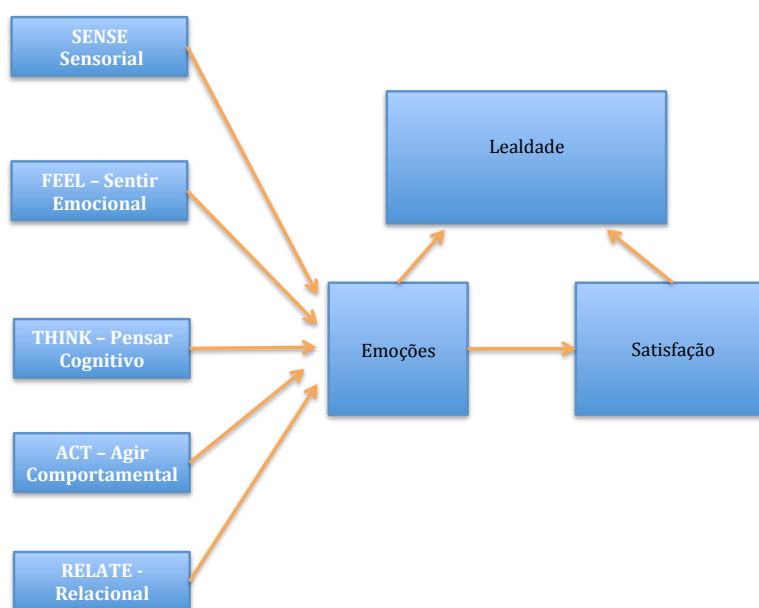 SENSE
Sensorial
FEEL – Sentir
Emocional
THINK – Pensar
Cognitivo
ACT – Agir
Comportamental
RELATE -
Relacional
Lealdade
Emoções
Satisfação